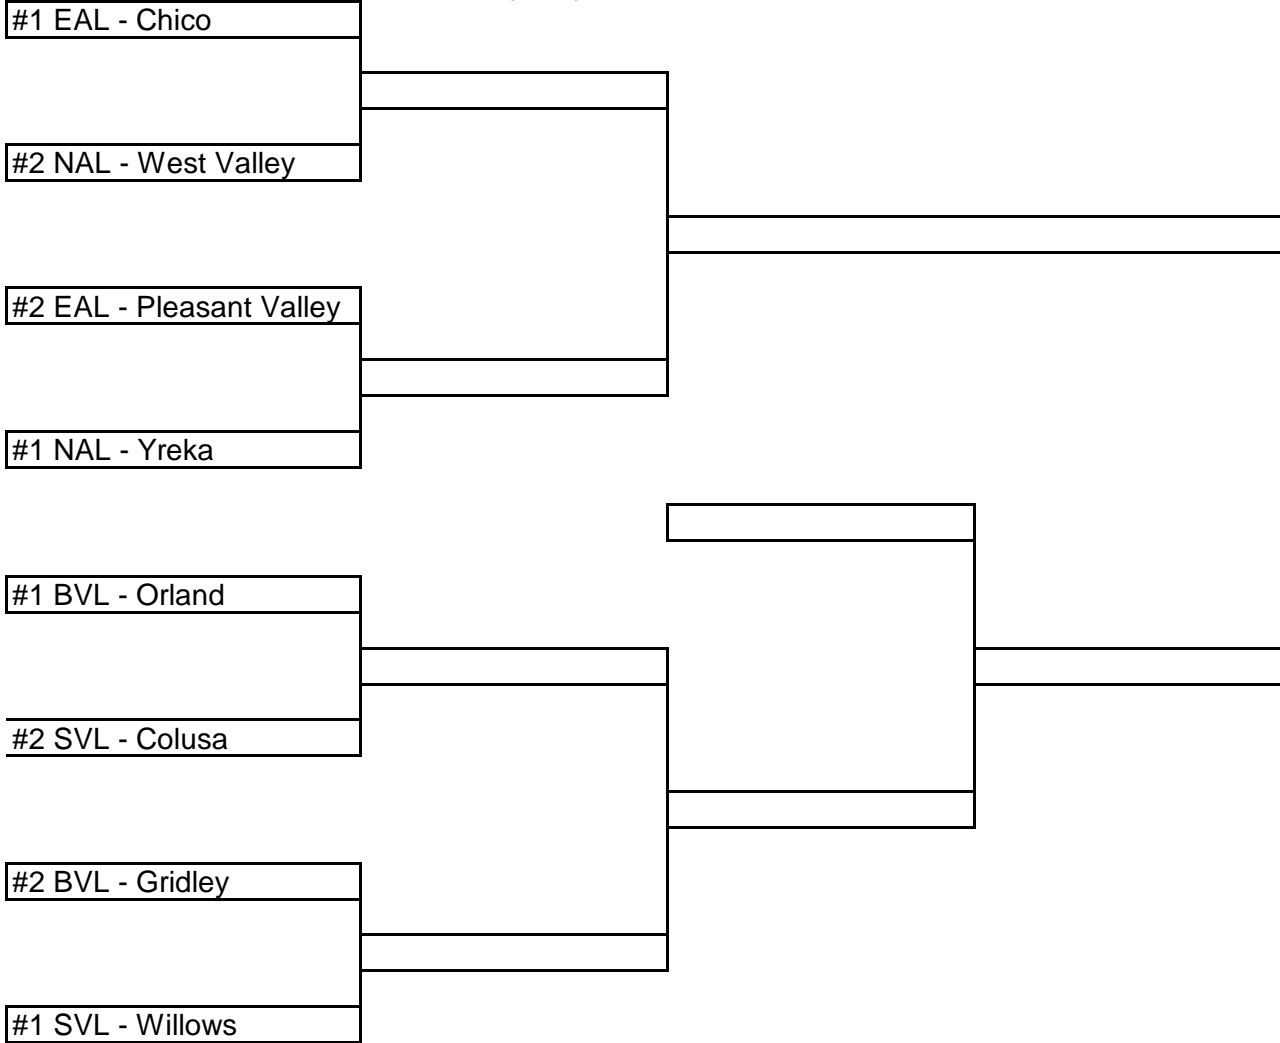 #1 EAL - Chico
#2 NAL - West Valley
#2 EAL - Pleasant Valley
#1 NAL - Yreka
#1 BVL - Orland
#2 SVL - Colusa
#2 BVL - Gridley
#1 SVL - Willows